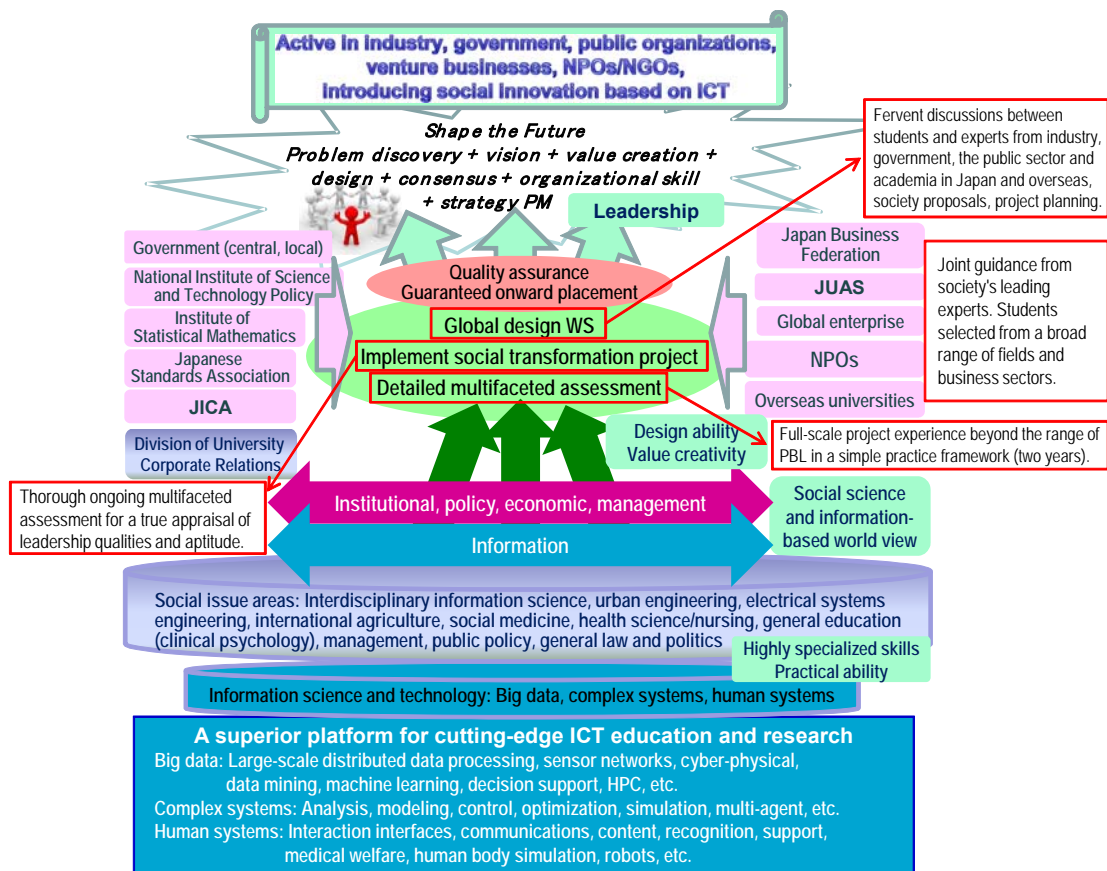 Active in industry, government, public organizations,
venture businesses, NPOs/NGOs,
introducing social innovation based on ICT
Shape the Future
Problem discovery + vision + value creation +
design + consensus + organizational skill
+ strategy PM
Leadership
Fervent discussions between
students and experts from industry,
government, the public sector and
academia in Japan and overseas,
society proposals, project planning.
Government (central, local)
National Institute of Science
and Technology Policy
Institute of
Statistical Mathematics
Japanese
Standards Association
JICA
Division of University
Corporate Relations
Quality assurance
Guaranteed onward placement
Global design WS
Implement social transformation project
Detailed multifaceted assessment
Japan Business
Federation
JUAS
Global enterprise
NPOs
Overseas universities
Joint guidance from
society's leading
experts. Students
selected from a broad
range of fields and
business sectors.
Design ability
Value creativity
Full-scale project experience beyond the range of
PBL in a simple practice framework (two years).
Thorough ongoing multifaceted
assessment for a true appraisal of
leadership qualities and aptitude.
Institutional, policy, economic, management
Information
Social science
and information-
based world view
Social issue areas: Interdisciplinary information science, urban engineering, electrical systems
engineering, international agriculture, social medicine, health science/nursing, general education
(clinical psychology), management, public policy, general law and politics
Highly specialized skills
Practical ability
Information science and technology: Big data, complex systems, human systems
A superior platform for cutting-edge ICT education and research
Big data: Large-scale distributed data processing, sensor networks, cyber-physical,
data mining, machine learning, decision support, HPC, etc.
Complex systems: Analysis, modeling, control, optimization, simulation, multi-agent, etc.
Human systems: Interaction interfaces, communications, content, recognition, support,
medical welfare, human body simulation, robots, etc.